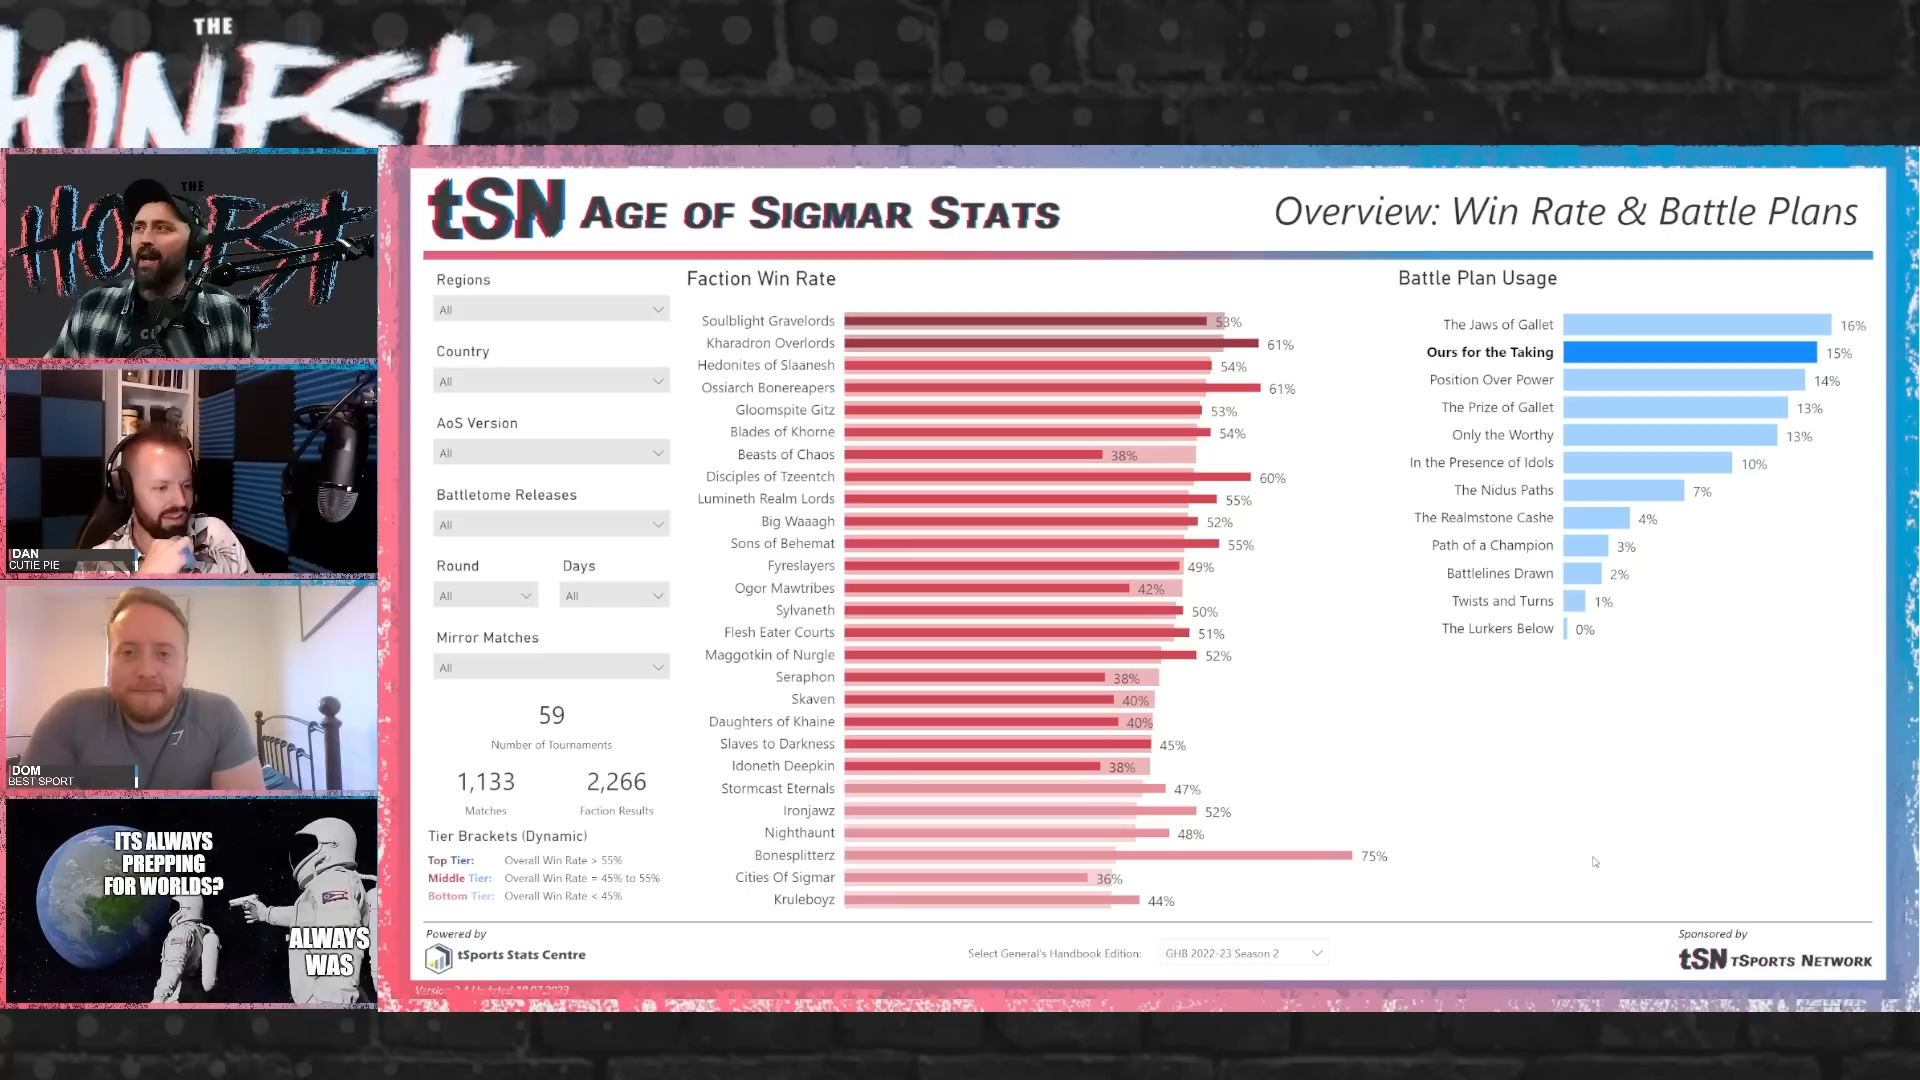 THE
HONEST
THE
HONEST
DAN
CUTIE PIE
DOM
BEST SPORT
ITS ALWAYS
PREPPING
FOR WORLDS?
ALWAYS
WAS
tSN AGE OF SIGMAR STATS
Overview: Win Rate & Battle Plans
Regions
All
Country
All
AoS Version
All
Battletome Releases
All
Round Days
All All
Mirror Matches
All
59
Number of Tournaments
1,133 2,266
Matches Faction Results
Tier Brackets (Dynamic)
Top Tier: Overall Win Rate > 55%
Middle Tier: Overall Win Rate = 45% to 55%
Bottom Tier: Overall Win Rate < 45%
Faction Win Rate
Soulblight Gravelords 53%
Kharadron Overlords 61%
Hedonites of Slaanesh 54%
Ossiarch Bonereapers 61%
Gloomspite Gitz 53%
Blades of Khorne 54%
Beasts of Chaos 38%
Disciples of Tzeentch 60%
Lumineth Realm Lords 55%
Big Waaagh 52%
Sons of Behemat 55%
Fyreslayers 49%
Ogor Mawtribes 42%
Sylvaneth 50%
Flesh Eater Courts 51%
Maggotkin of Nurgle 52%
Seraphon 38%
Skaven 40%
Daughters of Khaine 40%
Slaves to Darkness 45%
Idoneth Deepkin 38%
Stormcast Eternals 47%
Ironjawz 52%
Nighthaunt 48%
Bonesplitterz 75%
Cities Of Sigmar 36%
Kruleboyz 44%
Battle Plan Usage
The Jaws of Gallet 16%
Ours for the Taking 15%
Position Over Power 14%
The Prize of Gallet 13%
Only the Worthy 13%
In the Presence of Idols 10%
The Nidus Paths 7%
The Realmstone Cashe 4%
Path of a Champion 3%
Battlelines Drawn 2%
Twists and Turns 1%
The Lurkers Below 0%
Powered by
tSports Stats Centre
Select General's Handbook Edition: GHB 2022-23 Season 2
Sponsored by
tSN TSPORTS NETWORK